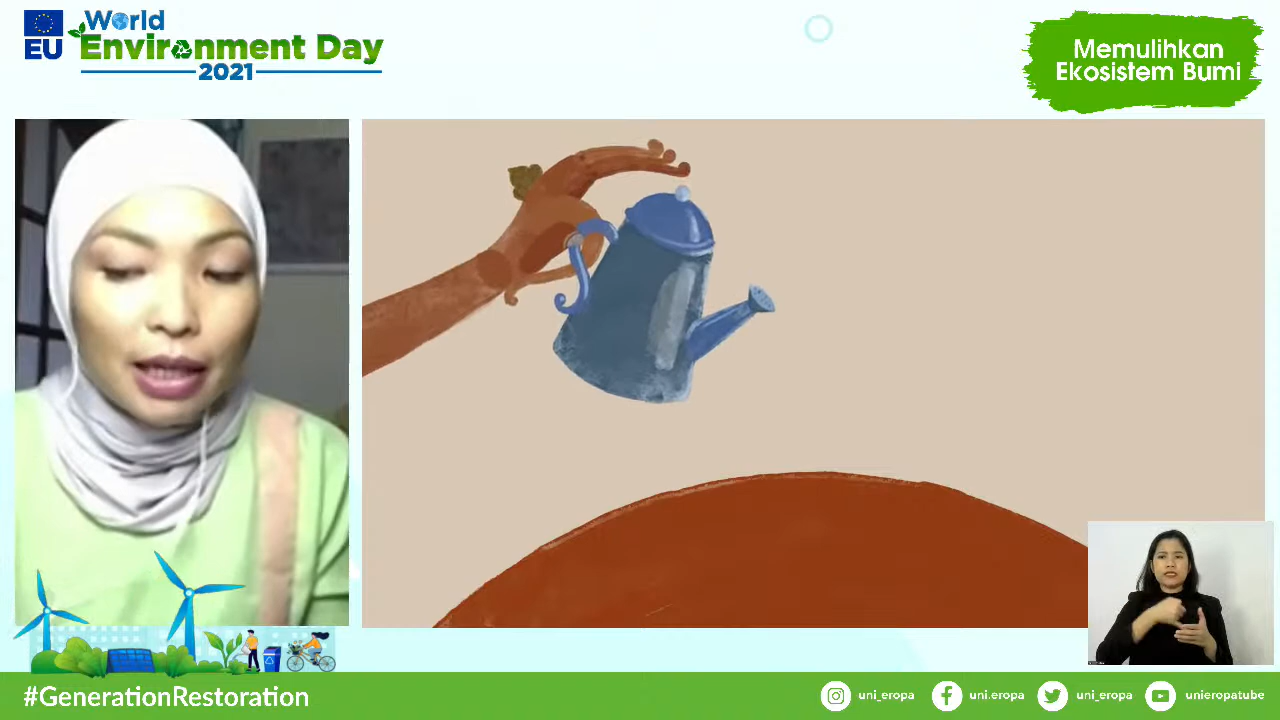 World
EU Environment Day
2021
Memulihkan
Ekosistem Bumi
#GenerationRestoration
uni_eropa
uni.eropa
uni_eropa
unieropatube